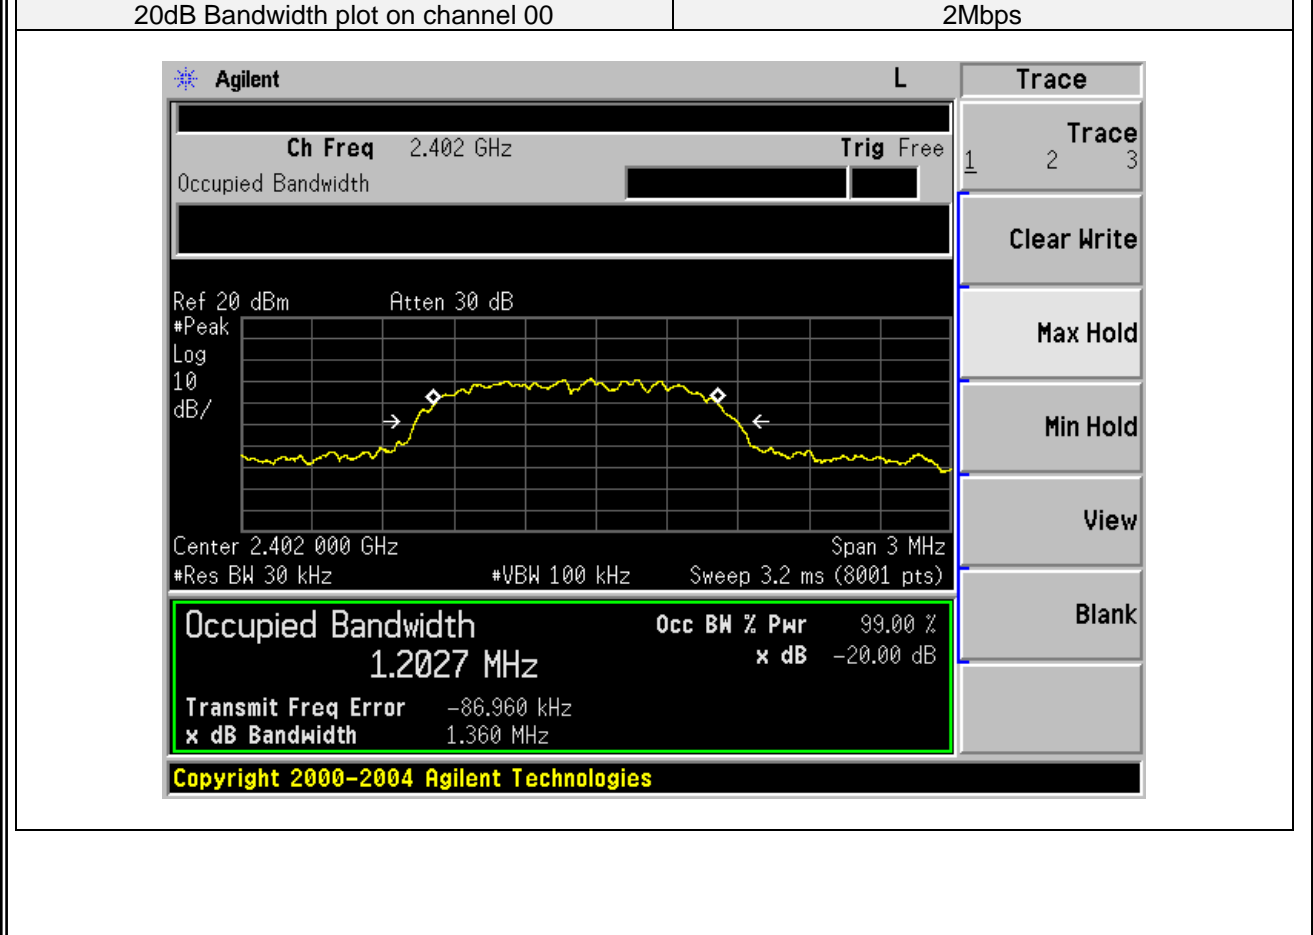 20dB Bandwidth plot on channel 00 2Mbps
Agilent L Trace
Ch Freq 2.402 GHz Trig Free
Occupied Bandwidth
Trace
1 2 3
Clear Write
Max Hold
Min Hold
View
Blank
Ref 20 dBm Atten 30 dB
#Peak
Log
10
dB/
Center 2.402 000 GHz Span 3 MHz
#Res BW 30 kHz #VBW 100 kHz Sweep 3.2 ms (8001 pts)
Occupied Bandwidth Occ BW % Pwr 99.00 %
1.2027 MHz x dB -20.00 dB
Transmit Freq Error -86.960 kHz
x dB Bandwidth 1.360 MHz
Copyright 2000-2004 Agilent Technologies